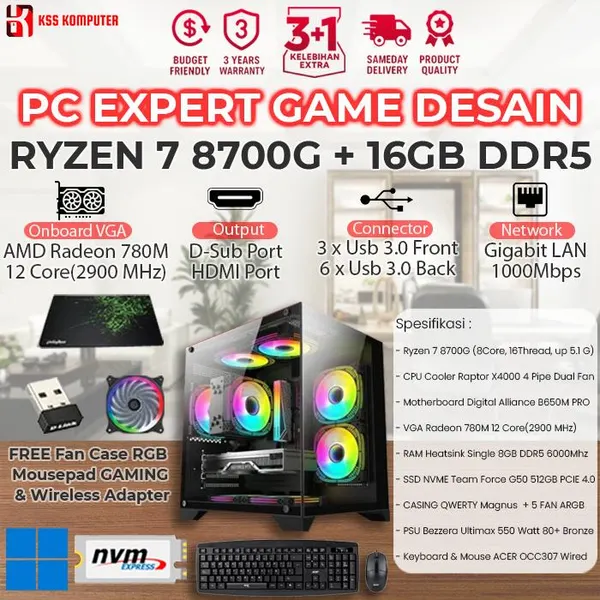 KSS KOMPUTER
BUDGET
FRIENDLY
3
3 YEARS
WARRANTY
3+1
KELEBIHAN
EXTRA
SAMEDAY
DELIVERY
PRODUCT
QUALITY
PC EXPERT GAME DESAIN
RYZEN 7 8700G + 16GB DDR5
Onboard VGA
AMD Radeon 780M
12 Core(2900 MHz)
Output
D-Sub Port
HDMI Port
Connector
3 x Usb 3.0 Front
6 x Usb 3.0 Back
Network
Gigabit LAN
1000Mbps
Spesifikasi :
- Ryzen 7 8700G (8Core, 16Thread, up 5.1 G)
- CPU Cooler Raptor X4000 4 Pipe Dual Fan
- Motherboard Digital Alliance B650M PRO
- VGA Radeon 780M 12 Core(2900 MHz)
- RAM Heatsink Single 8GB DDR5 6000Mhz
- SSD NVME Team Force G50 512GB PCIE 4.0
- CASING QWERTY Magnus + 5 FAN ARGB
- PSU Bezzera Ultimax 550 Watt 80+ Bronze
- Keyboard & Mouse ACER OCC307 Wired
FREE Fan Case RGB
Mousepad GAMING
& Wireless Adapter
nvm
EXPRESS